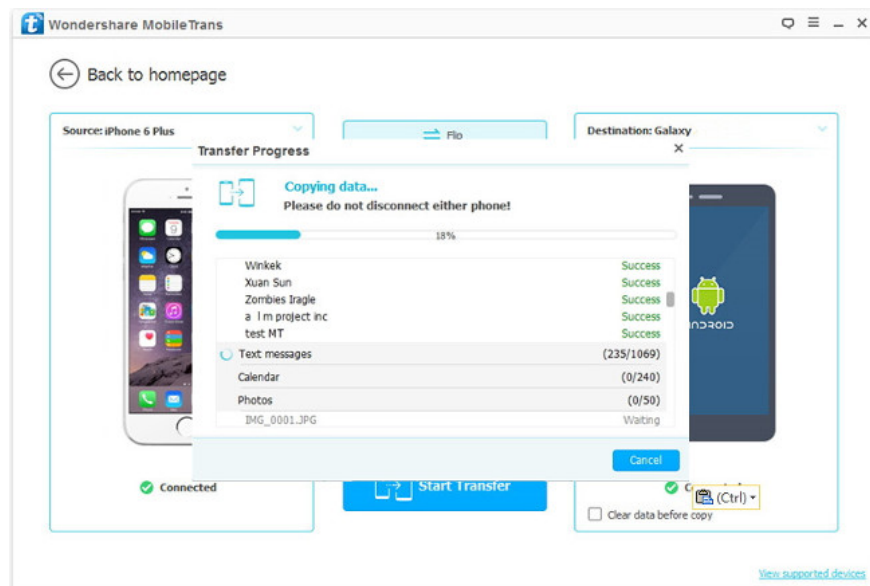 Wondershare MobileTrans
Back to homepage
Source: iPhone 6 Plus
Flip
Destination: Galaxy
Transfer Progress
Copying data...
Please do not disconnect either phone!
18%
Winkek Success
Xuan Sun Success
Zombies Iragle Success
a l m project inc Success
test MT Success
Text messages (235/1069)
Calendar (0/240)
Photos (0/50)
IMG_0001.JPG Waiting
Cancel
Connected
Start Transfer
(Ctrl)
Clear data before copy
View supported devices